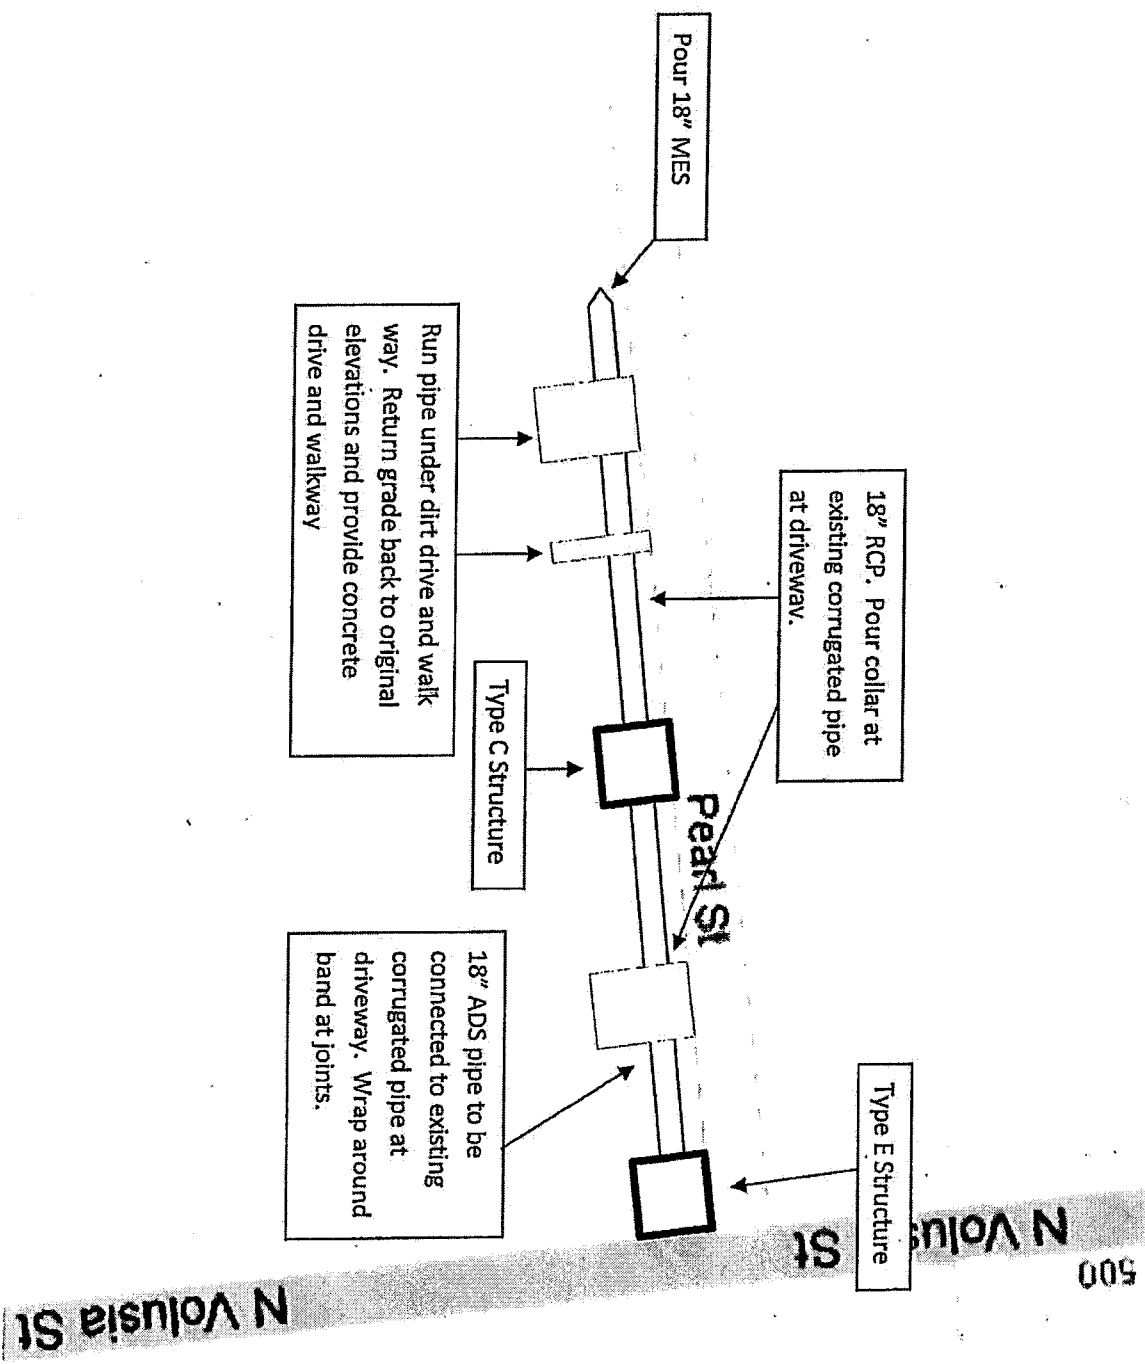 Pour 18" MES
18" RCP. Pour collar at
existing corrugated pipe
at driveway.
Run pipe under dirt drive and walk
way. Return grade back to original
elevations and provide concrete
drive and walkway
Type C Structure
Pearl St
18" ADS pipe to be
connected to existing
corrugated pipe at
driveway. Wrap around
band at joints.
Type E Structure
N Volus
St
500
N Volusia St